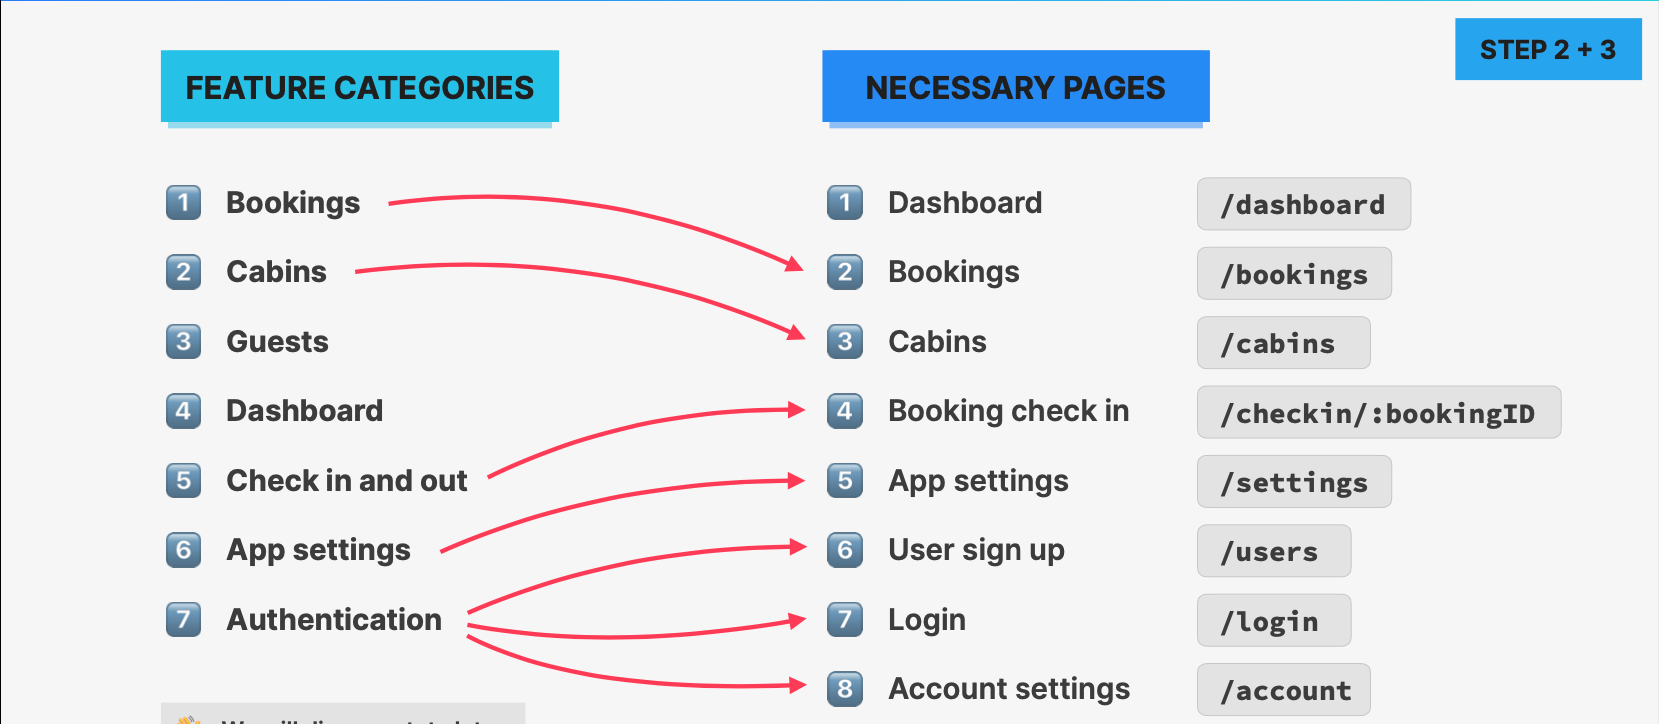 STEP 2 + 3
FEATURE CATEGORIES
1 Bookings
2 Cabins
3 Guests
4 Dashboard
5 Check in and out
6 App settings
7 Authentication
NECESSARY PAGES
1 Dashboard /dashboard
2 Bookings /bookings
3 Cabins /cabins
4 Booking check in /checkin/:bookingID
5 App settings /settings
6 User sign up /users
7 Login /login
8 Account settings /account